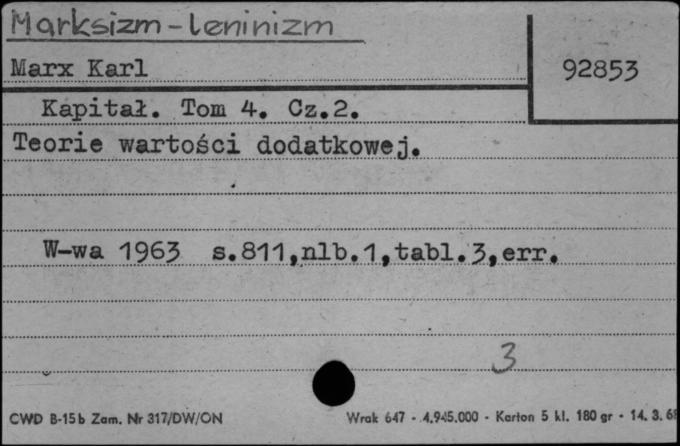 Marksizm-leninizm
Marx Karl
92853
Kapitał. Tom 4. Cz.2.
Teorie wartości dodatkowej.
W-wa 1963 s.811,nlb.1,tabl.3,err.
3
CWD B-15b Zam. Nr 317/DW/ON Wrak 647 - 4.945.000 - Karton 5 kl. 180 gr - 14. 3. 68